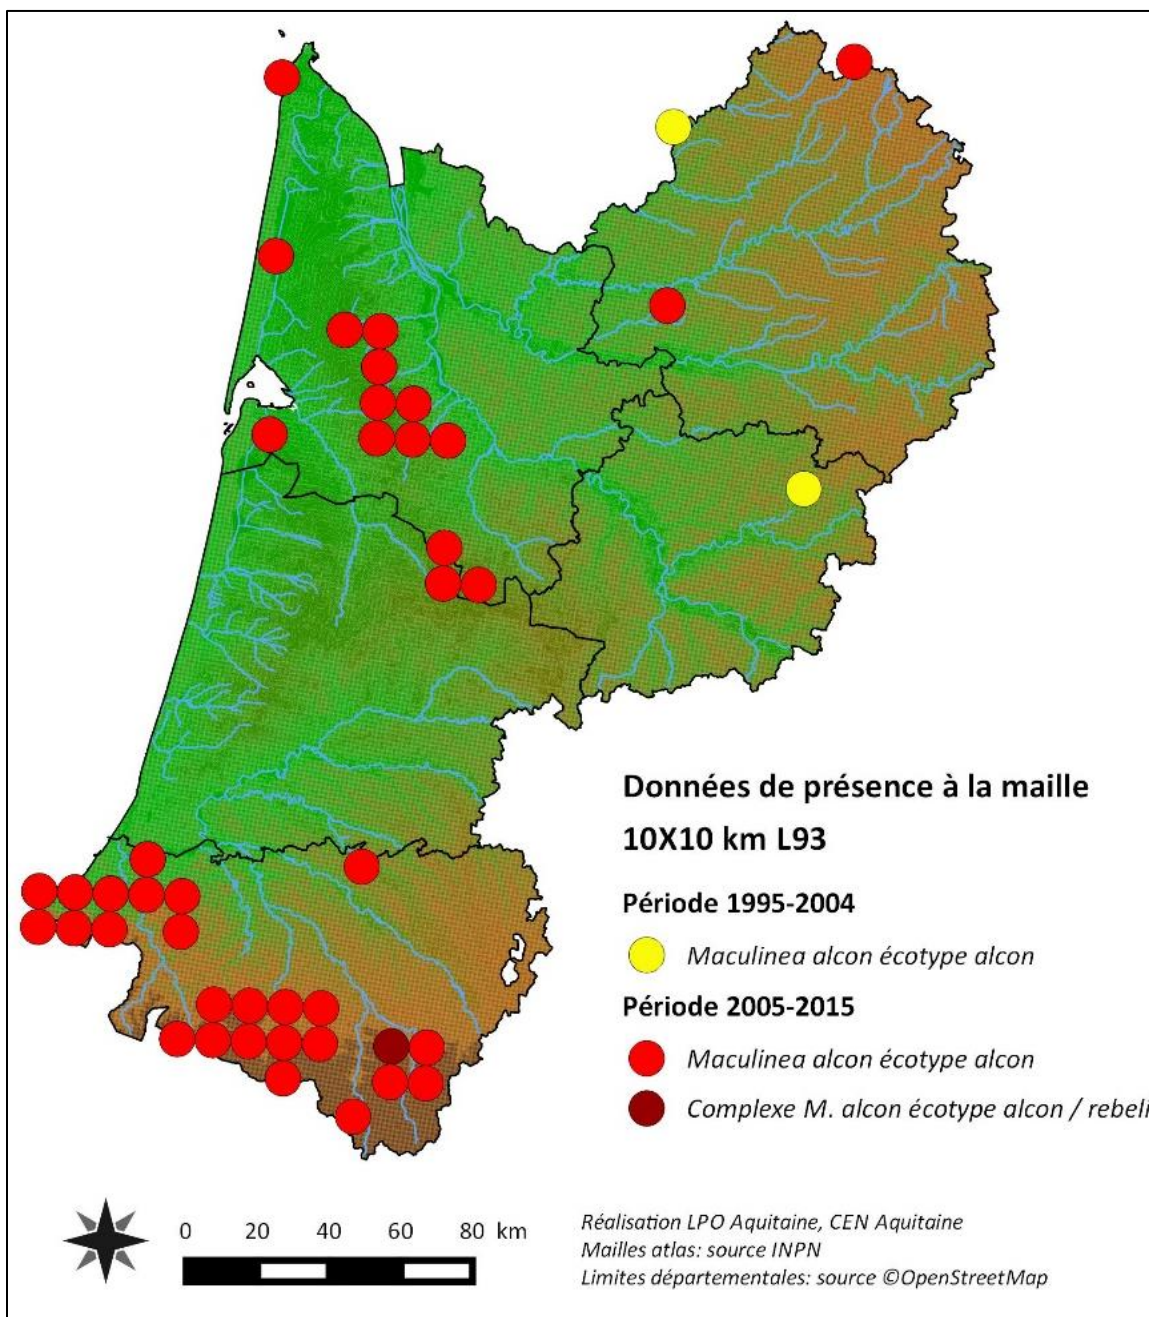 Données de présence à la maille
10X10 km L93
Période 1995-2004
Maculinea alcon écotype alcon
Période 2005-2015
Maculinea alcon écotype alcon
Complexe M. alcon écotype alcon / rebeli
0 20 40 60 80 km
Réalisation LPO Aquitaine, CEN Aquitaine
Mailles atlas: source INPN
Limites départementales: source ©OpenStreetMap